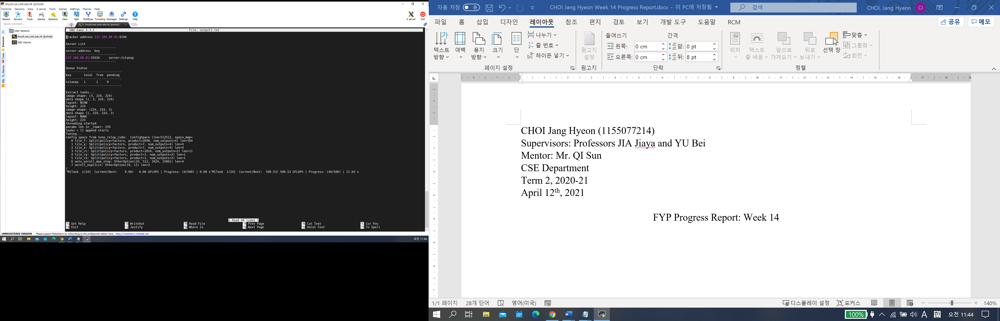 linux9.cse.cuhk.edu.hk (jhchoi6)
Terminal Sessions View X server Tools Games Settings Macros Help
Session Servers Tools Games Sessions View Split MultiExec Tunneling Packages Settings Help X server Exit
Quick connect...
2. linux9.cse.cuhk.edu.hk (jhchoi6)
User sessions
linux9.cse.cuhk.edu.hk (jhchoi6)
WSL-Ubuntu
Sessions
Tools
Macros
Sftp
GNU nano 2.3.1 File: output3.txt
Tracker address 137.189.88.81:9190
Server List
----------------------------
server-address key
----------------------------
137.189.88.81:55926 server:titanxp
----------------------------
Queue Status
-------------------------------
key total free pending
-------------------------------
titanxp 1 1 0
-------------------------------
Extract tasks...
image shape: (3, 224, 224)
data shape (1, 3, 224, 224)
layout: NCHW
height: 224
image shape: (224, 224, 3)
data shape (1, 224, 224, 3)
layout: NHWC
height: 224
threading started
params len in _lower: 259
tasks = [] append starts
Tuning...
config space from tune_relay_cuda: ConfigSpace (len=512512, space_map=
0 tile_f: Split(policy=factors, product=2048, num_outputs=4) len=364
1 tile_y: Split(policy=factors, product=7, num_outputs=4) len=4
2 tile_x: Split(policy=factors, product=7, num_outputs=4) len=4
3 tile_rc: Split(policy=factors, product=1024, num_outputs=2) len=11
4 tile_ry: Split(policy=factors, product=1, num_outputs=2) len=1
5 tile_rx: Split(policy=factors, product=1, num_outputs=2) len=1
6 auto_unroll_max_step: OtherOption([0, 512, 1024, 1500]) len=4
7 unroll_explicit: OtherOption([0, 1]) len=2
)
^M[Task 1/24] Current/Best: 0.00/ 0.00 GFLOPS | Progress: (0/500) | 0.00 s^M[Task 1/24] Current/Best: 500.53/ 500.53 GFLOPS | Progress: (40/500) | 11.64 s
[ Read 40 lines ]
^G Get Help ^O WriteOut ^R Read File ^Y Prev Page ^K Cut Text ^C Cur Pos
^X Exit ^J Justify ^W Where Is ^V Next Page ^U UnCut Text ^T To Spell
UNREGISTERED VERSION - Please support MobaXterm by subscribing to the professional edition here: https://mobaxterm.mobatek.net
오전 11:44
자동 저장 끔 CHOI Jang Hyeon Week 14 Progress Report.docx - 이 PC에 저장됨 검색 CHOI, Jang Hyeon CJ
파일 홈 삽입 디자인 레이아웃 참조 편지 검토 보기 개발 도구 도움말 RCM 공유 메모
텍스트 방향 여백 용지 방향 크기 단
나누기
줄 번호
하이픈 넣기
페이지 설정
원고지 설정
원고지
들여쓰기 간격
왼쪽: 0 cm 앞: 0 pt
오른쪽: 0 cm 뒤: 8 pt
단락
위치 텍스트 줄 바꿈 앞으로 가져오기 뒤로 보내기 선택 창
맞춤
그룹화
회전
정렬
2 1 1 2 3 4 5 6 7 8 9 10 11 12 13 14 15 16 17 18 19
CHOI Jang Hyeon (1155077214)
Supervisors: Professors JIA Jiaya and YU Bei
Mentor: Mr. QI Sun
CSE Department
Term 2, 2020-21
April 12th, 2021
FYP Progress Report: Week 14
1/1 페이지 28개 단어 영어(미국) 디스플레이 설정 포커스 140%
100% A 한 오전 11:44